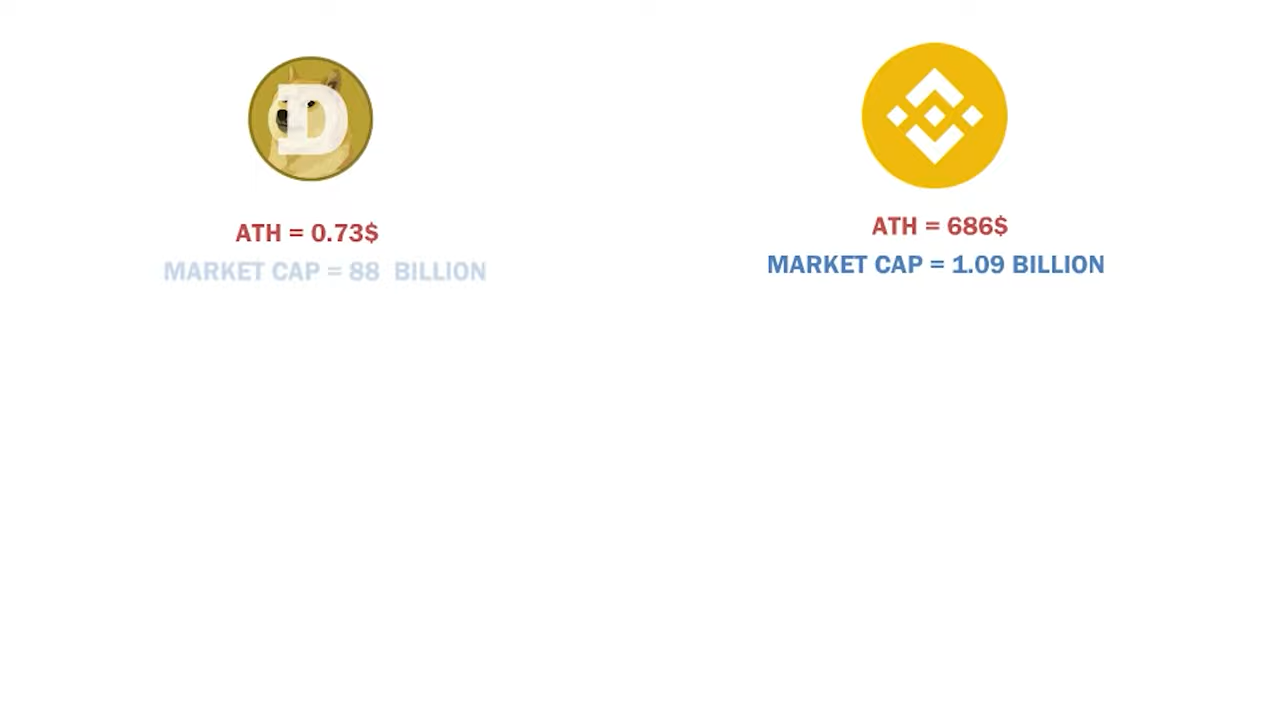 D
ATH = 0.73$
MARKET CAP = 88 BILLION
ATH = 686$
MARKET CAP = 1.09 BILLION